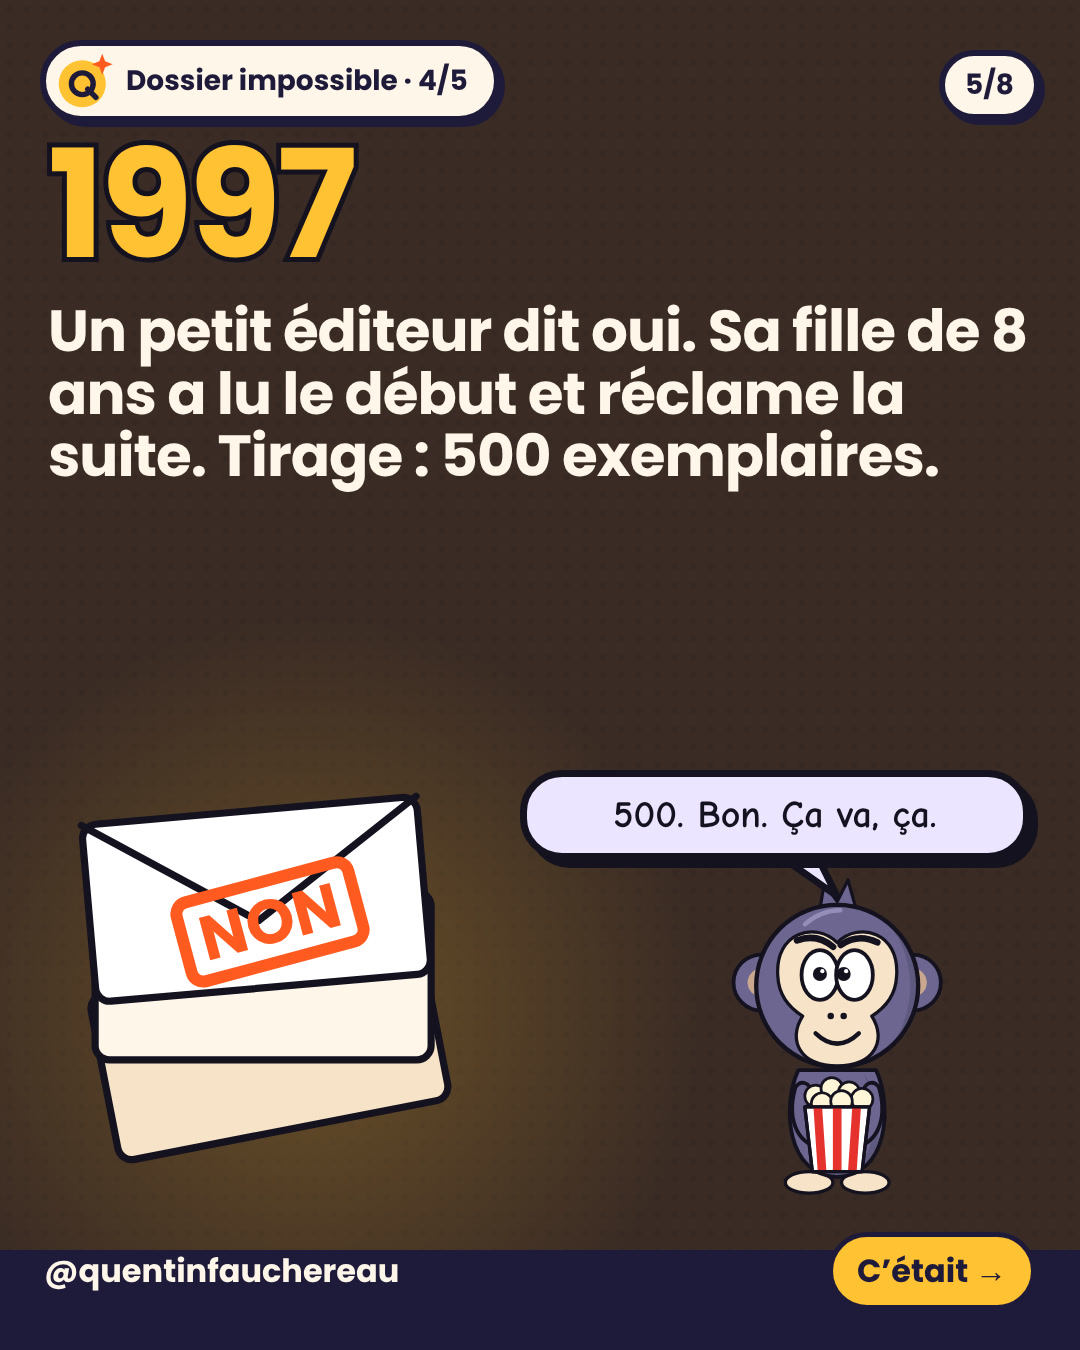 Q Dossier impossible · 4/5
5/8
1997
Un petit éditeur dit oui. Sa fille de 8
ans a lu le début et réclame la
suite. Tirage : 500 exemplaires.
500. Bon. Ça va, ça.
NON
@quentinfauchereau
C’était →